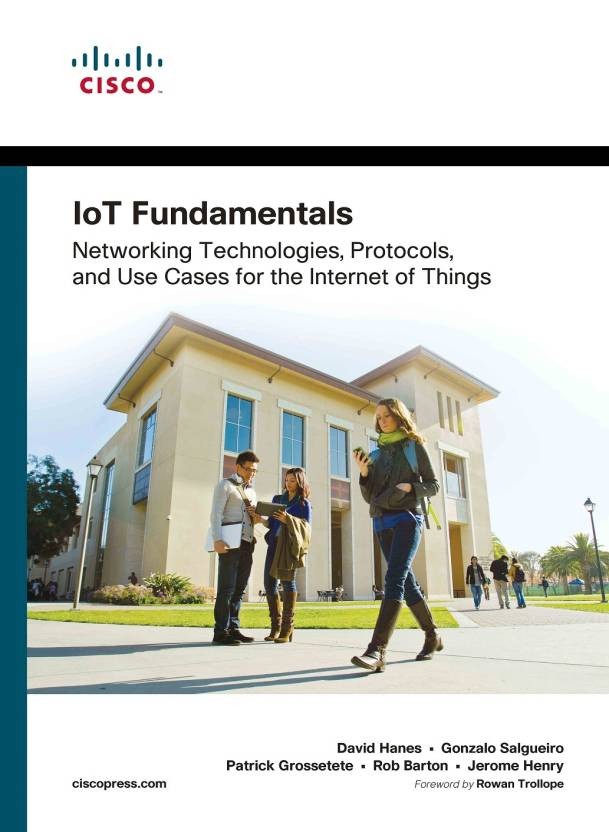 CISCO™
IoT Fundamentals
Networking Technologies, Protocols,
and Use Cases for the Internet of Things
David Hanes ▪ Gonzalo Salgueiro
Patrick Grossetete ▪ Rob Barton ▪ Jerome Henry
ciscopress.com
Foreword by Rowan Trollope